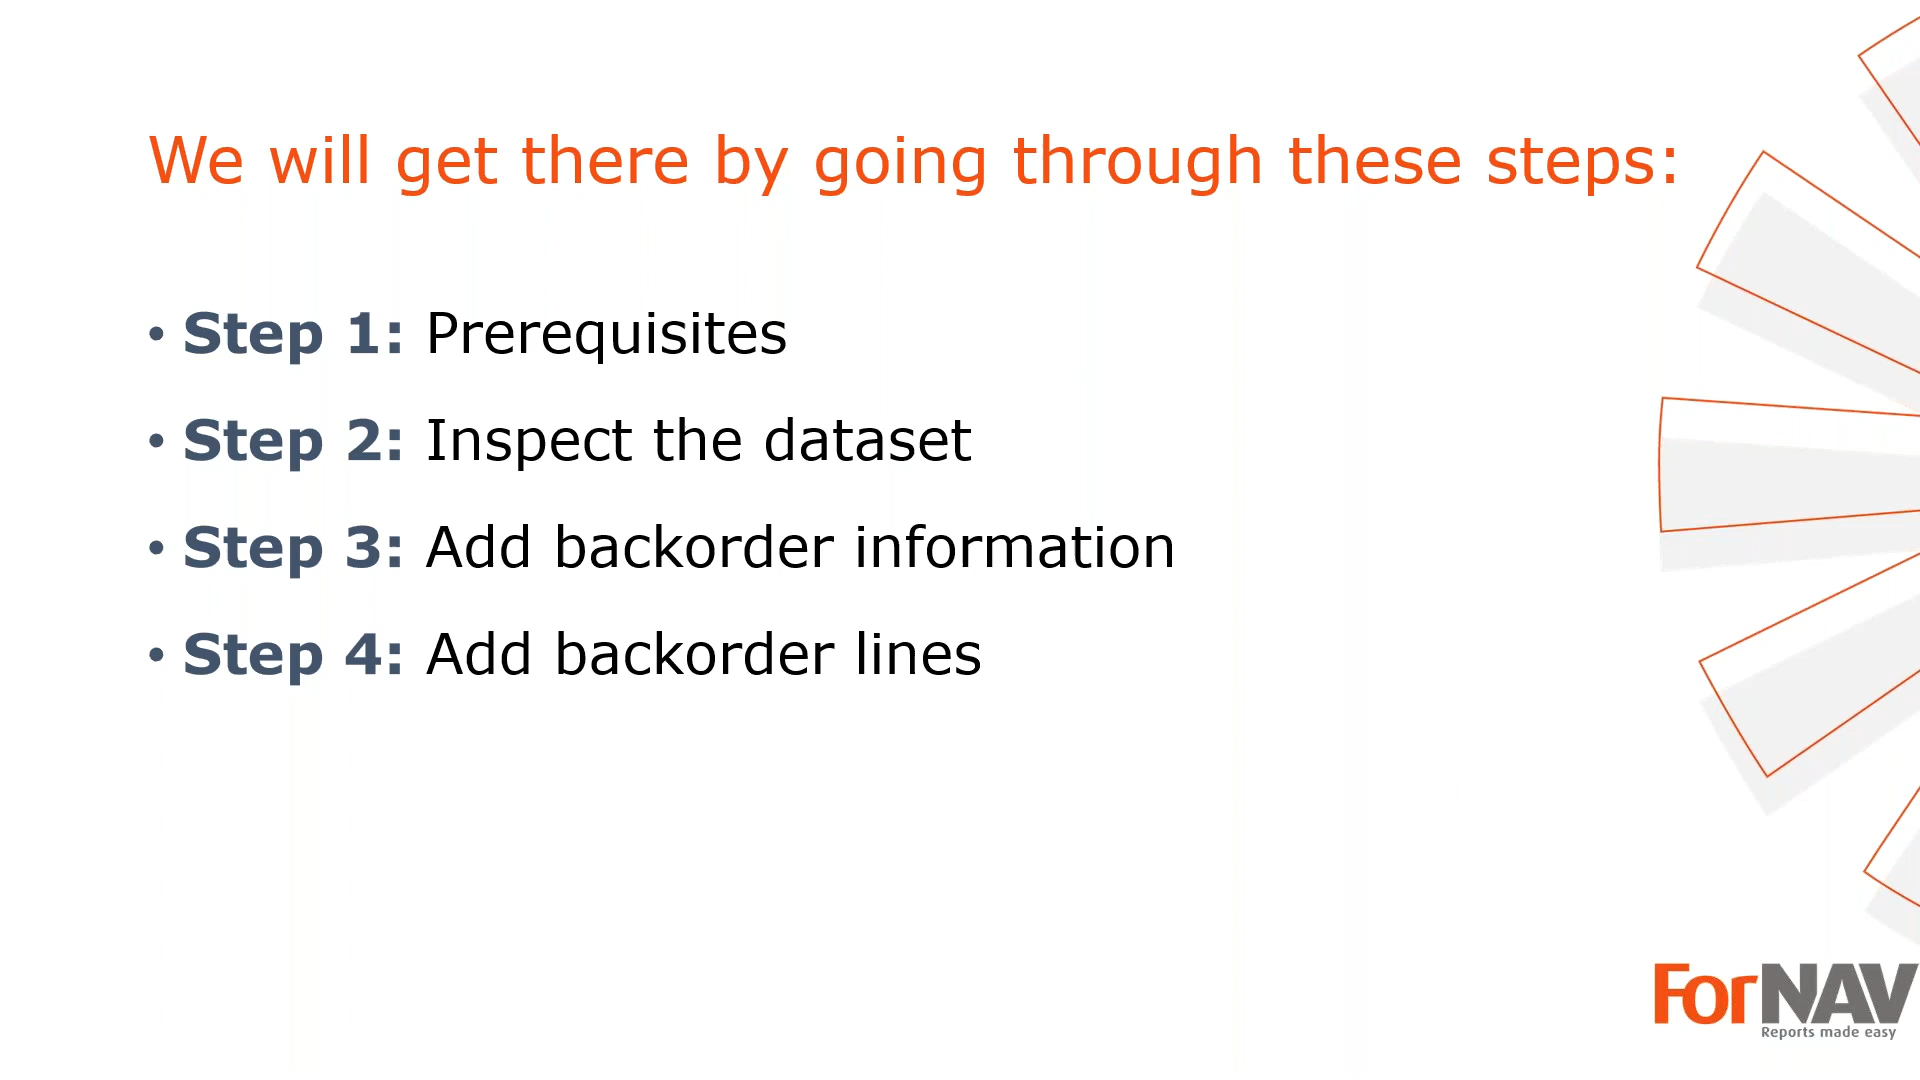 We will get there by going through these steps:
• Step 1: Prerequisites
• Step 2: Inspect the dataset
• Step 3: Add backorder information
• Step 4: Add backorder lines
ForNAV
Reports made easy